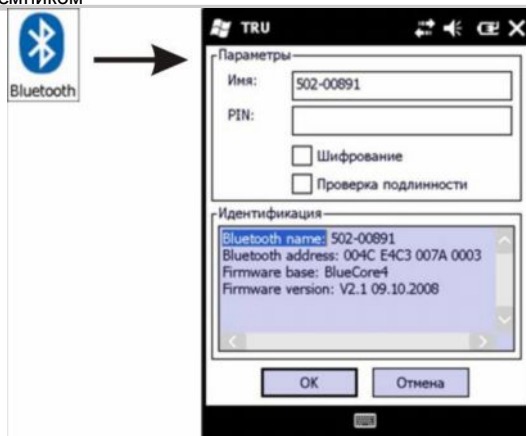 Bluetooth
TRU
Параметры
Имя: 502-00891
PIN:
Шифрование
Проверка подлинности
Идентификация
Bluetooth name: 502-00891
Bluetooth address: 004C E4C3 007A 0003
Firmware base: BlueCore4
Firmware version: V2.1 09.10.2008
OK Отмена